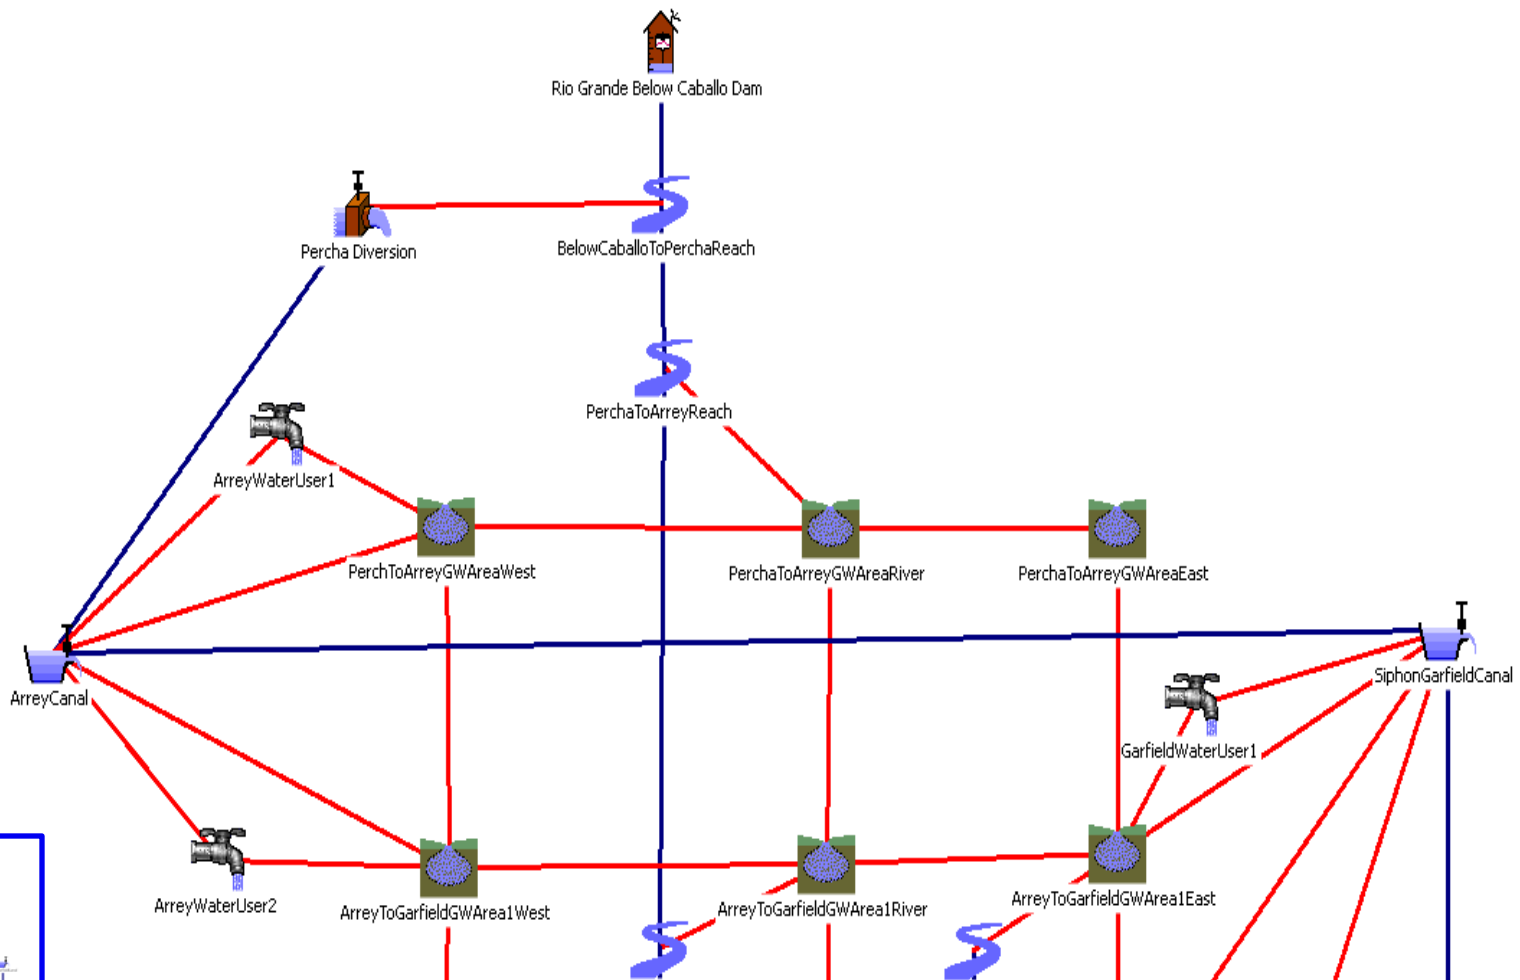 Rio Grande Below Caballo Dam
Percha Diversion
BelowCaballoToPerchaReach
PerchaToArreyReach
ArreyWaterUser1
PerchToArreyGWAreaWest
PerchaToArreyGWAreaRiver
PerchaToArreyGWAreaEast
ArreyCanal
SiphonGarfieldCanal
GarfieldWaterUser1
ArreyWaterUser2
ArreyToGarfieldGWArea1West
ArreyToGarfieldGWArea1River
ArreyToGarfieldGWArea1East